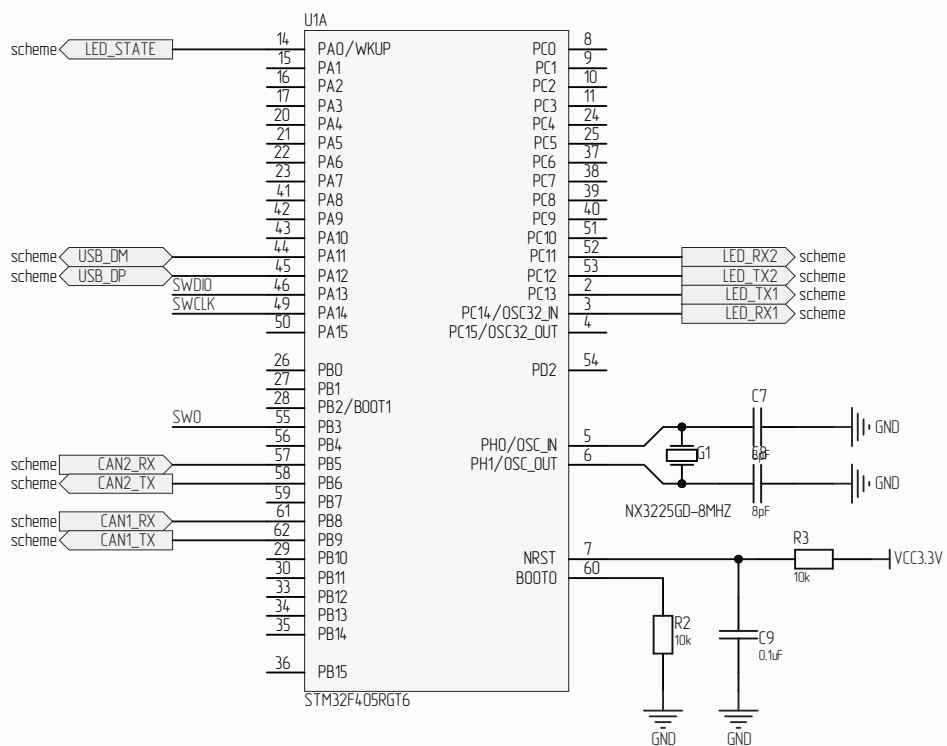 U1A
scheme LED_STATE 14 PA0/WKUP PC0 8
15 PA1 PC1 9
16 PA2 PC2 10
17 PA3 PC3 11
20 PA4 PC4 24
21 PA5 PC5 25
22 PA6 PC6 37
23 PA7 PC7 38
41 PA8 PC8 39
42 PA9 PC9 40
43 PA10 PC10 51
scheme USB_DM 44 PA11 PC11 52 LED_RX2 scheme
scheme USB_DP 45 PA12 PC12 53 LED_TX2 scheme
SWDIO 46 PA13 PC13 2 LED_TX1 scheme
SWCLK 49 PA14 PC14/OSC32_IN 3 LED_RX1 scheme
50 PA15 PC15/OSC32_OUT 4
26 PB0 PD2 54
27 PB1
28 PB2/BOOT1
C7
SWO 55 PB3 GND
56 PB4 PH0/OSC_IN 5 G1 C8 8pF
scheme CAN2_RX 57 PB5 PH1/OSC_OUT 6
scheme CAN2_TX 58 PB6 GND
59 PB7 NX3225GD-8MHZ 8pF
scheme CAN1_RX 61 PB8
scheme CAN1_TX 62 PB9 R3
29 PB10 NRST 7 VCC3.3V
30 PB11 BOOT0 60 10k
33 PB12
34 PB13 R2
35 PB14 10k C9
0.1uF
36 PB15
STM32F405RGT6
GND GND